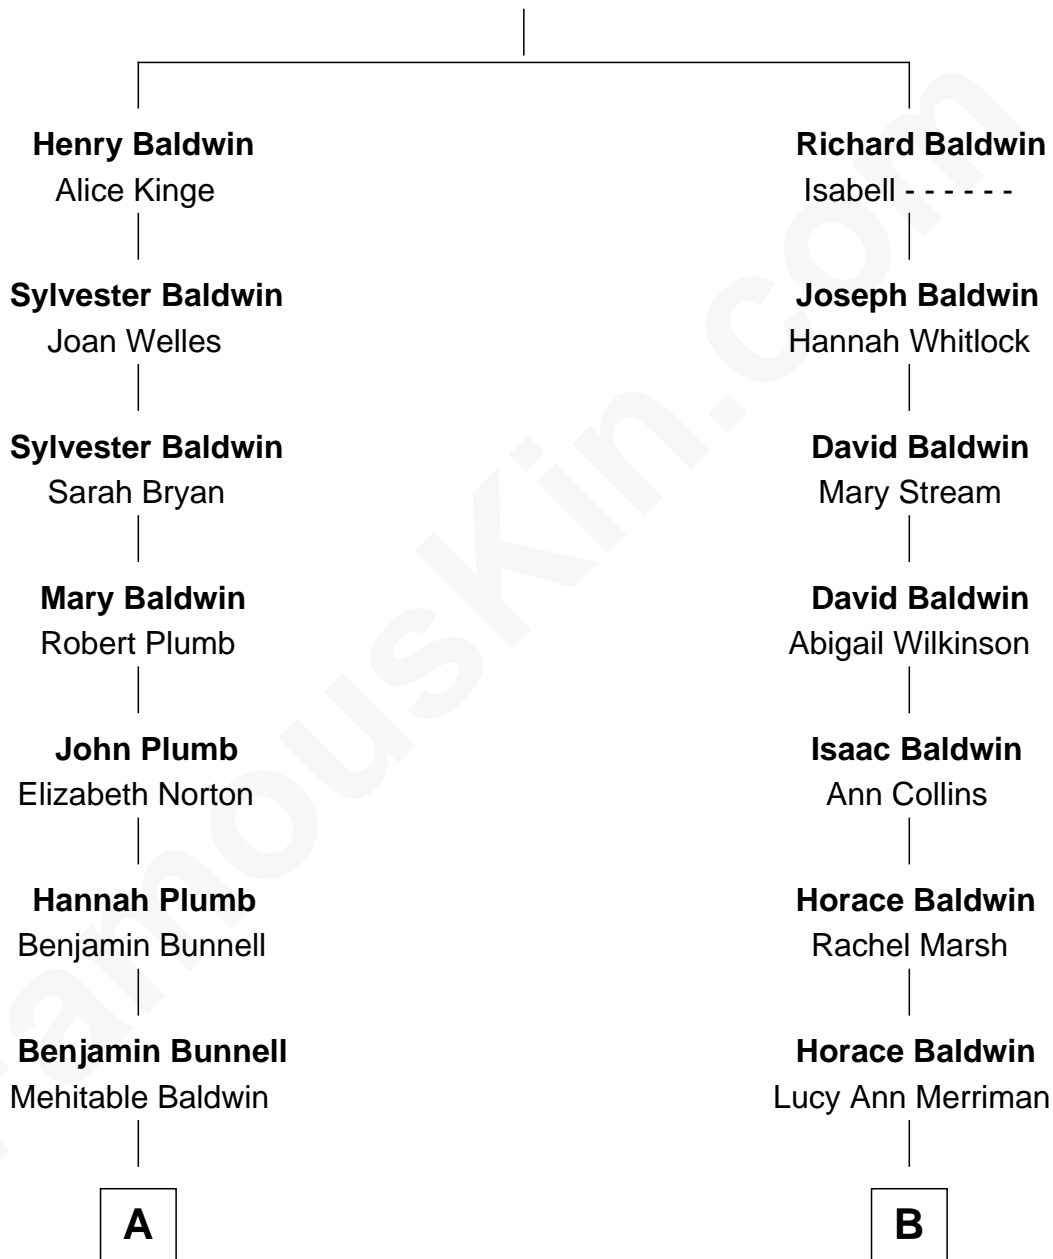 Henry Baldwin
Alice Kinge
Richard Baldwin
Isabell - - - - - -
Sylvester Baldwin
Joan Welles
Joseph Baldwin
Hannah Whitlock
Sylvester Baldwin
Sarah Bryan
David Baldwin
Mary Stream
Mary Baldwin
Robert Plumb
David Baldwin
Abigail Wilkinson
John Plumb
Elizabeth Norton
Isaac Baldwin
Ann Collins
Hannah Plumb
Benjamin Bunnell
Horace Baldwin
Rachel Marsh
Benjamin Bunnell
Mehitable Baldwin
Horace Baldwin
Lucy Ann Merriman
A
B
FamousKin.com